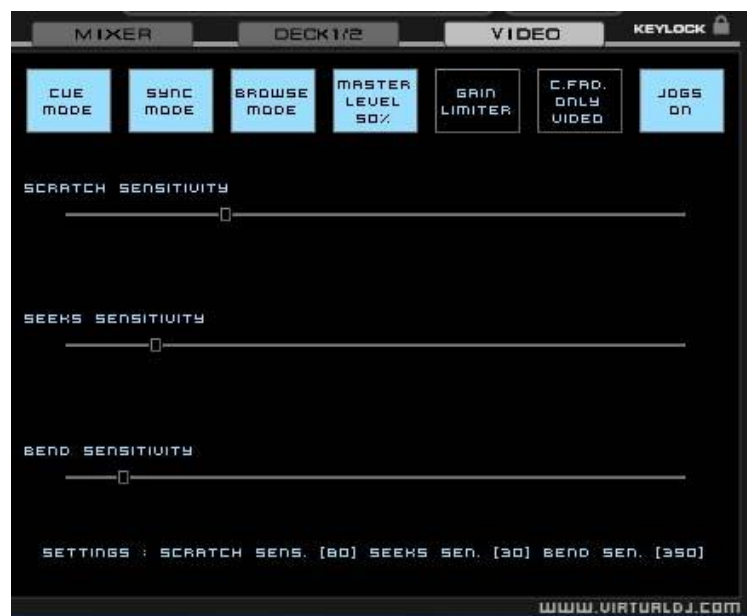 MIXER DECK1/2 VIDEO KEYLOCK
CUE MODE SYNC MODE BROWSE MODE MASTER LEVEL 50% GAIN LIMITER C.FAD. ONLY VIDEO JOGS ON
SCRATCH SENSITIVITY
SEEKS SENSITIVITY
BEND SENSITIVITY
SETTINGS : SCRATCH SENS. [80] SEEKS SEN. [30] BEND SEN. [350]
WWW.VIRTUALDJ.COM